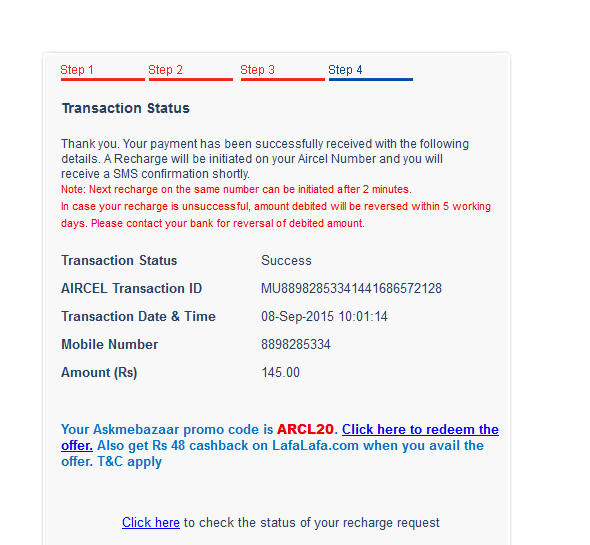 Step 1 Step 2 Step 3 Step 4
Transaction Status
Thank you. Your payment has been successfully received with the following
details. A Recharge will be initiated on your Aircel Number and you will
receive a SMS confirmation shortly.
Note: Next recharge on the same number can be initiated after 2 minutes.
In case your recharge is unsuccessful, amount debited will be reversed within 5 working
days. Please contact your bank for reversal of debited amount.
Transaction Status Success
AIRCEL Transaction ID MU88982853341441686572128
Transaction Date & Time 08-Sep-2015 10:01:14
Mobile Number 8898285334
Amount (Rs) 145.00
Your Askmebazaar promo code is ARCL20. Click here to redeem the
offer. Also get Rs 48 cashback on LafaLafa.com when you avail the
offer. T&C apply
Click here to check the status of your recharge request